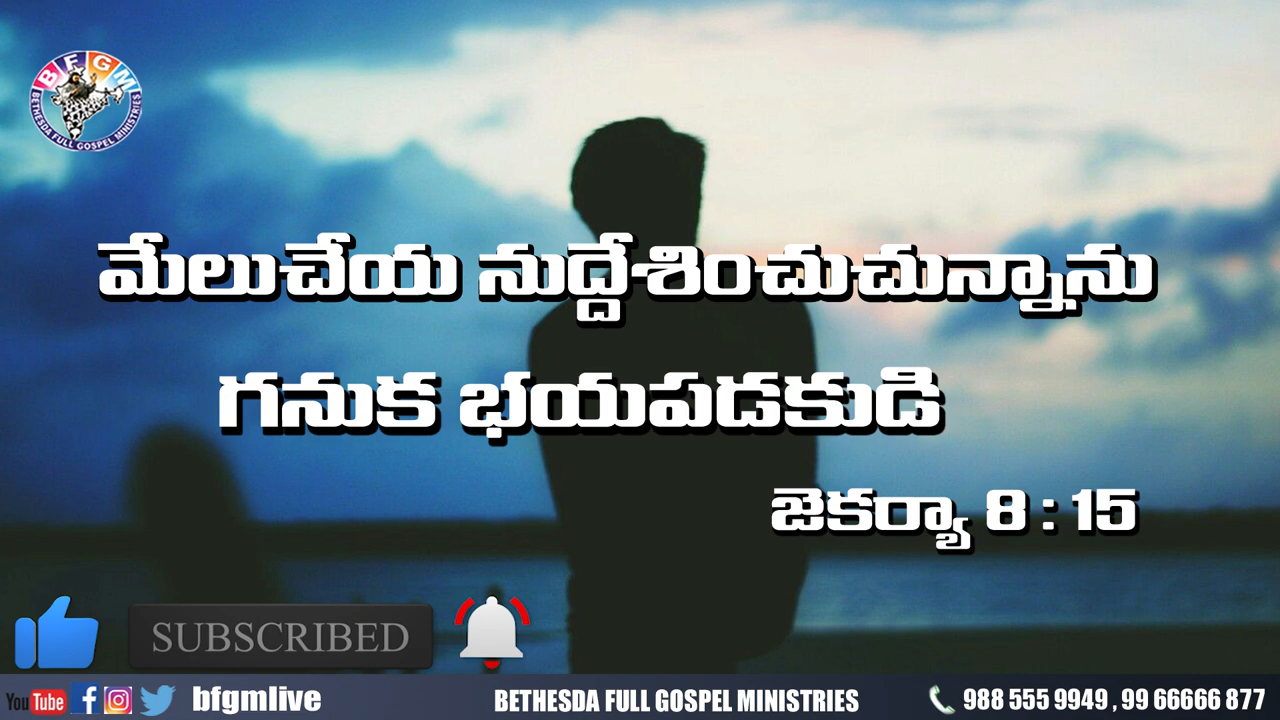 BFGM
BETHESDA FULL GOSPEL MINISTRIES
మేలుచేయ నుద్దేశించుచున్నాను
గనుక భయపడకుడి
జెకర్యా 8 : 15
SUBSCRIBED
YouTube f bfgmlive
BETHESDA FULL GOSPEL MINISTRIES
988 555 9949 , 99 66666 877